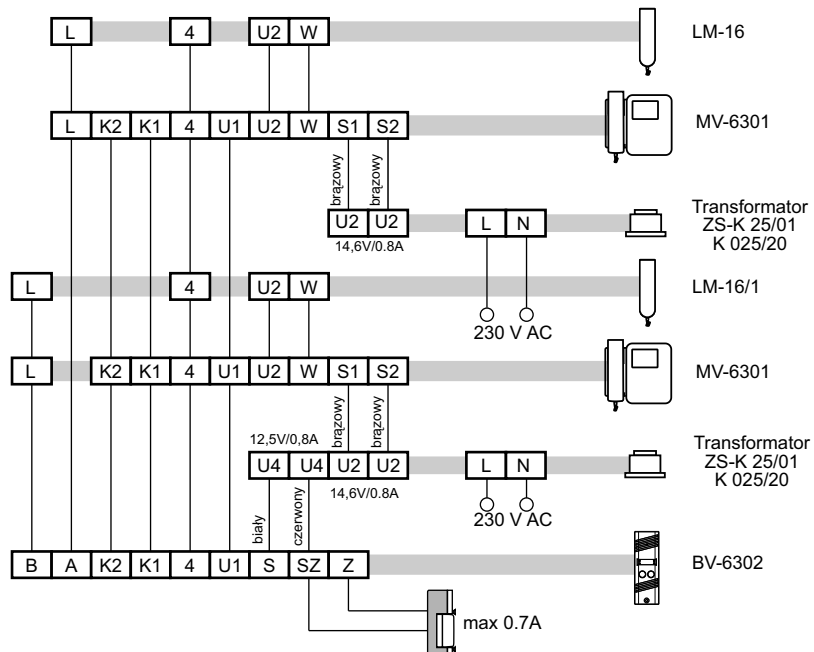 L 4 U2 W LM-16
L K2 K1 4 U1 U2 W S1 S2 MV-6301
brązowy brązowy
U2 U2 L N
14,6V/0.8A
Transformator
ZS-K 25/01
K 025/20
L 4 U2 W LM-16/1
230 V AC
L K2 K1 4 U1 U2 W S1 S2 MV-6301
brązowy brązowy
12,5V/0,8A
U4 U4 U2 U2 L N
14,6V/0.8A
Transformator
ZS-K 25/01
K 025/20
230 V AC
biały czerwony
B A K2 K1 4 U1 S SZ Z BV-6302
max 0.7A